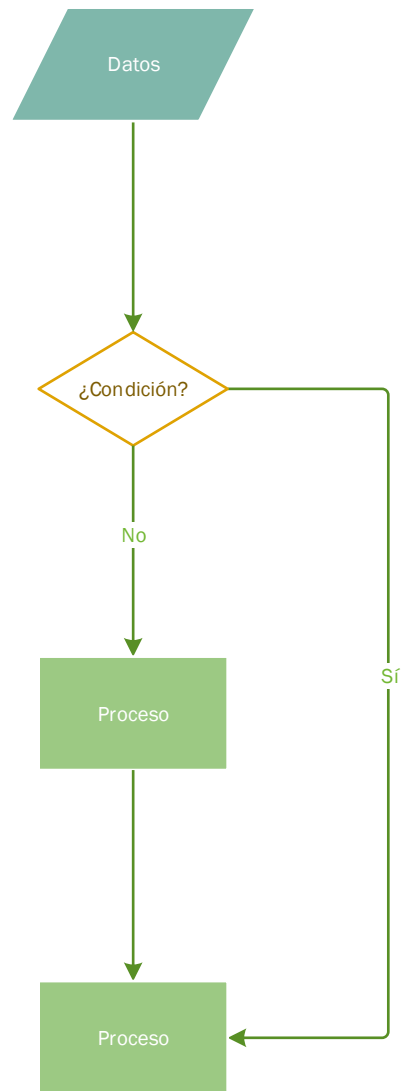 Datos
¿Condición?
No
Sí
Proceso
Proceso